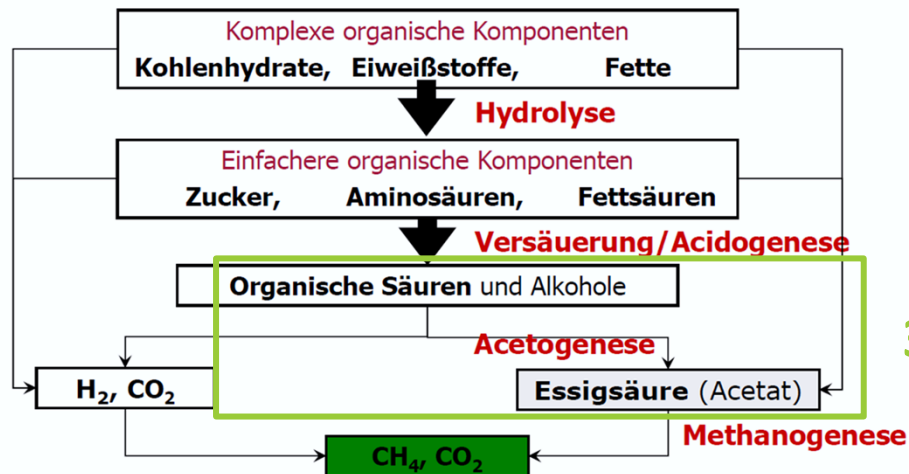 Komplexe organische Komponenten
Kohlenhydrate, Eiweißstoffe, Fette
Hydrolyse
Einfachere organische Komponenten
Zucker, Aminosäuren, Fettsäuren
Versäuerung/Acidogenese
Organische Säuren und Alkohole
Acetogenese
H₂, CO₂
Essigsäure (Acetat)
Methanogenese
CH₄, CO₂